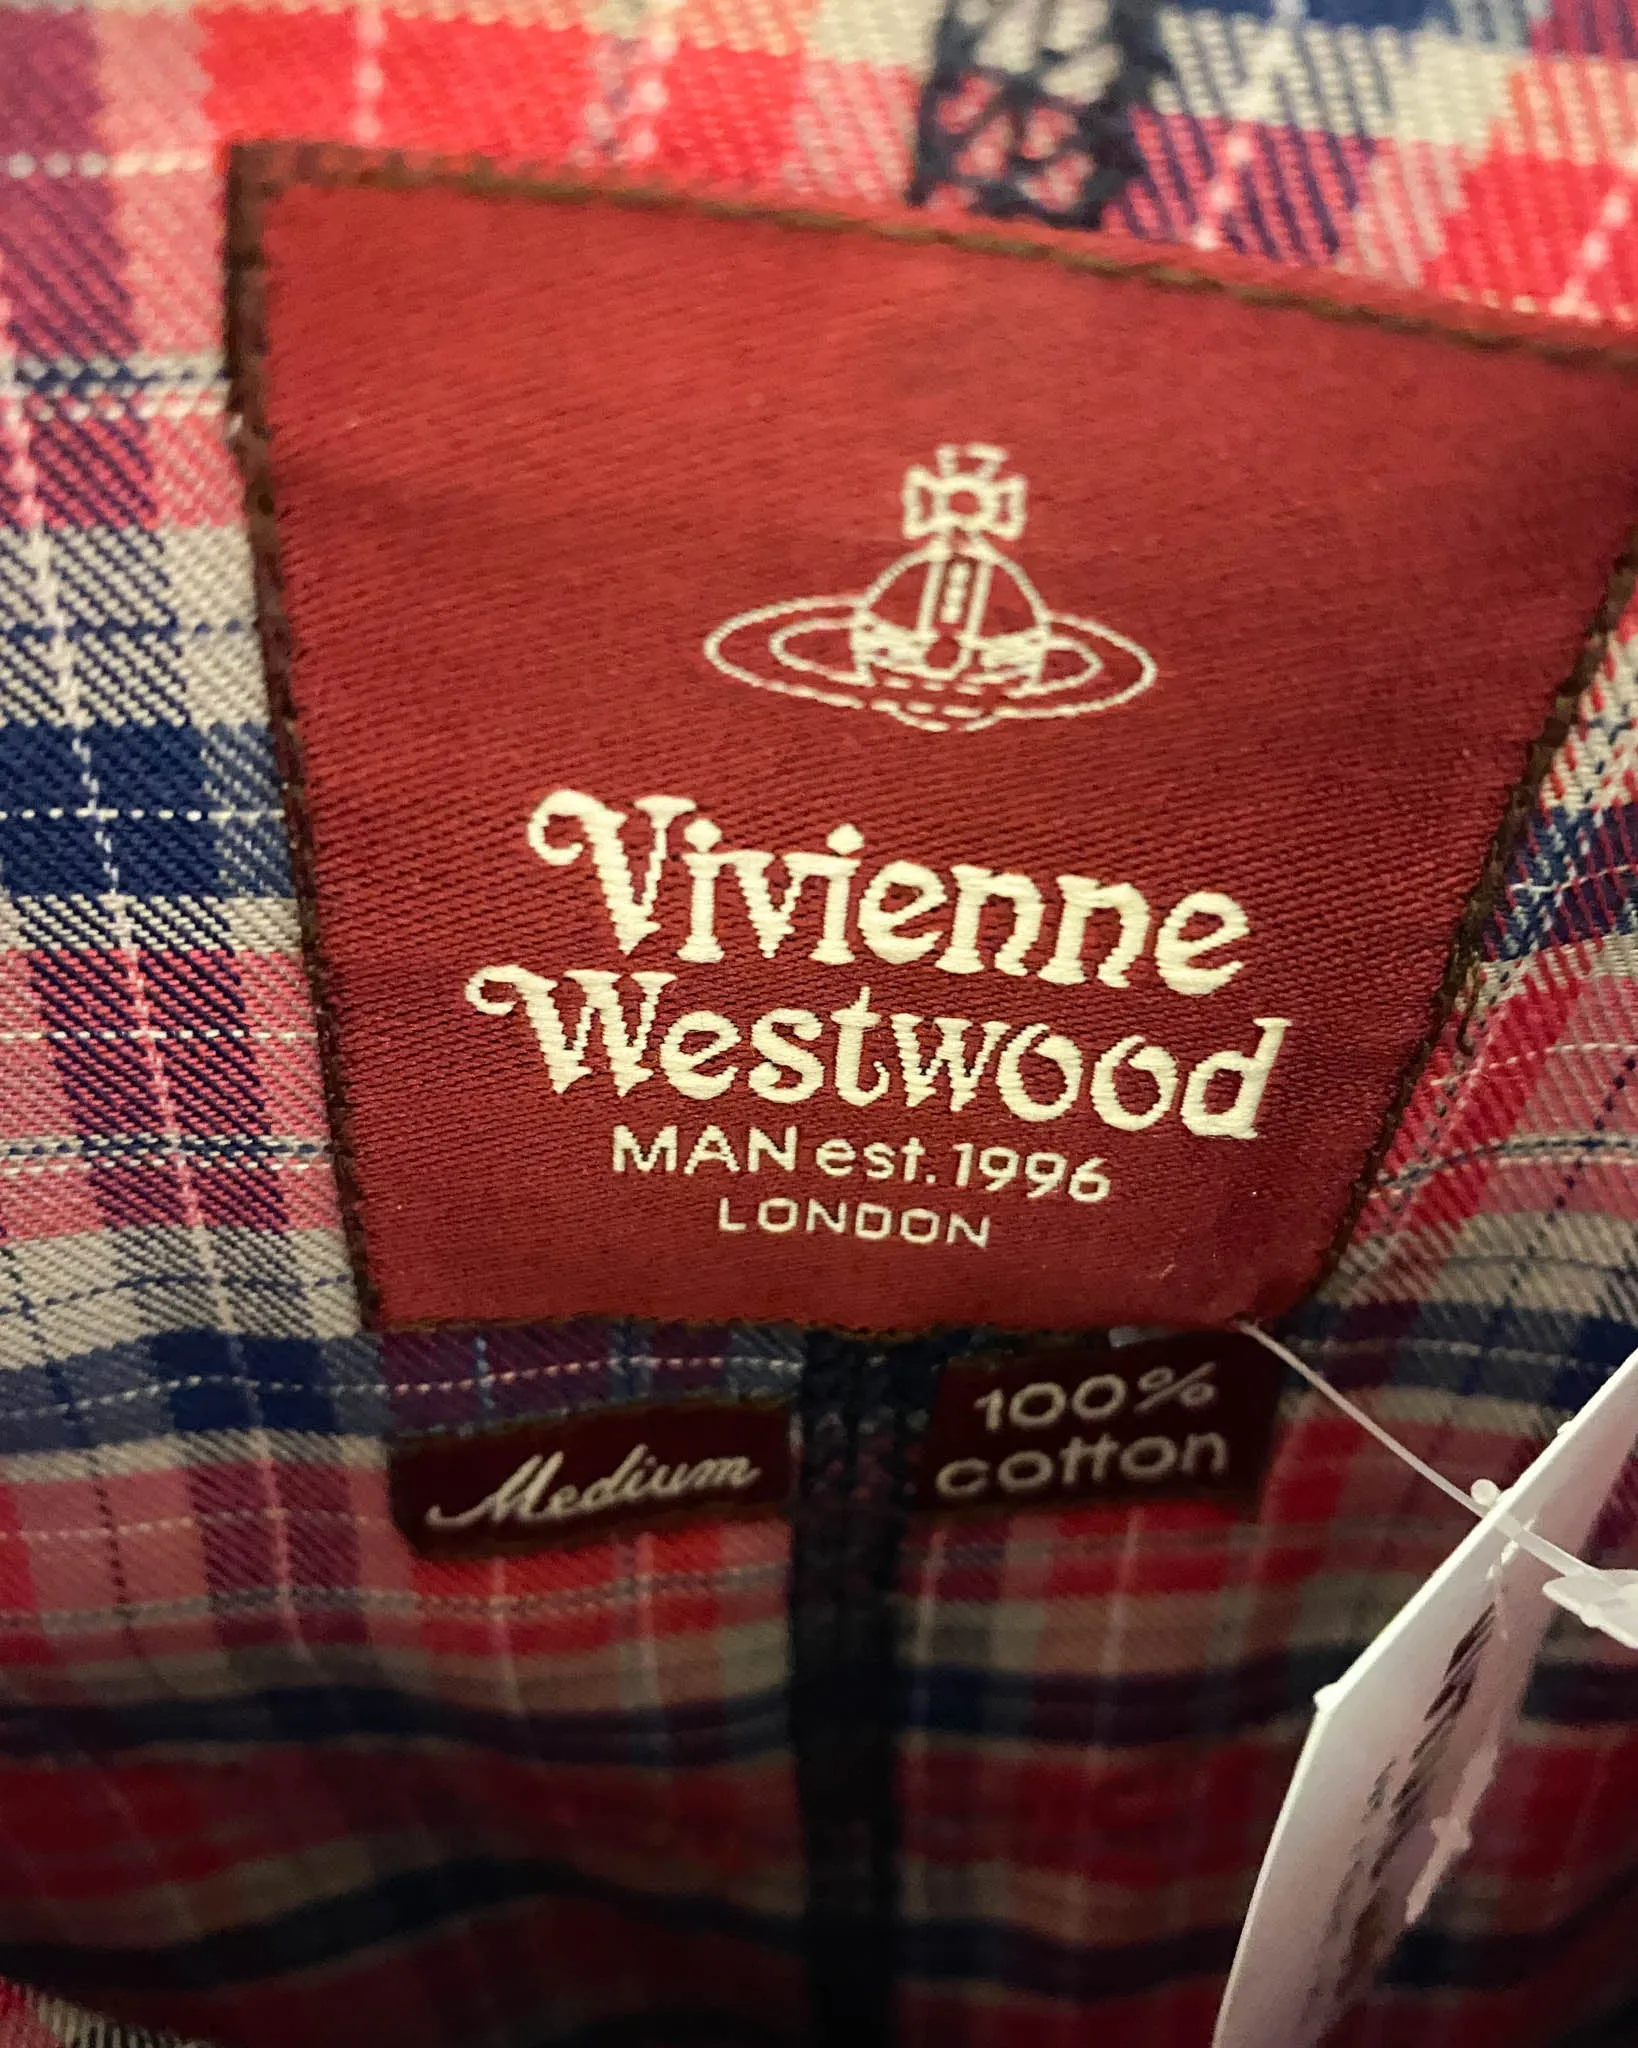 Vivienne
Westwood
MAN est. 1996
LONDON
Medium
100%
cotton